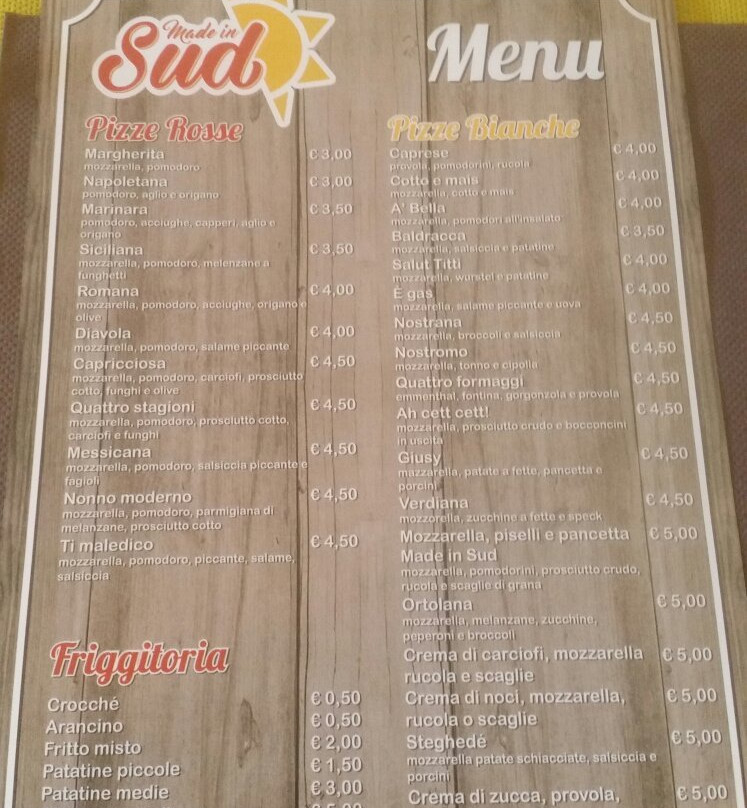 Made in
Sud
Menu
Pizze Rosse
Margherita € 3,00
mozzarella, pomodoro
Napoletana € 3,00
pomodoro, aglio e origano
Marinara € 3,50
pomodoro, acciughe, capperi, aglio e
origano
Siciliana € 3,50
mozzarella, pomodoro, melenzane a
funghetti
Romana € 4,00
mozzarella, pomodoro, acciughe, origano e
olive
Diavola € 4,00
mozzarella, pomodoro, salame piccante
Capricciosa € 4,50
mozzarella, pomodoro, carciofi, prosciutto
cotto, funghi e olive
Quattro stagioni € 4,50
mozzarella, pomodoro, prosciutto cotto,
carciofi e funghi
Messicana € 4,50
mozzarella, pomodoro, salsiccia piccante e
fagioli
Nonno moderno € 4,50
mozzarella, pomodoro, parmigiana di
melanzane, prosciutto cotto
Ti maledico € 4,50
mozzarella, pomodoro, piccante, salame,
salsiccia
Friggitoria
Crocché € 0,50
Arancino € 0,50
Fritto misto € 2,00
Patatine piccole € 1,50
Patatine medie € 3,00
Pizze Bianche
Caprese € 4,00
provola, pomodorini, rucola
Cotto e mais € 4,00
mozzarella, cotto e mais
A' Bella € 4,00
mozzarella, pomodori all'insalata
Baldracca € 3,50
mozzarella, salsiccia e patatine
Salut Titti € 4,00
mozzarella, wurstel e patatine
È gas € 4,00
mozzarella, salame piccante e uova
Nostrana € 4,50
mozzarella, broccoli e salsiccia
Nostromo € 4,50
mozzarella, tonno e cipolla
Quattro formaggi € 4,50
emmenthal, fontina, gorgonzola e provola
Ah cett cett! € 4,50
mozzarella, prosciutto crudo e bocconcini
in uscita
Giusy € 4,50
mazzarella, patate a fette, pancetta e
porcini
Verdiana € 4,50
mozzorella, zucchine a fette e speck
Mozzarella, piselli e pancetta € 5,00
Made in Sud
mozzarella, pomodorini, prosciutto crudo,
rucola e scaglie di grana
Ortolana € 5,00
mozzarella, melenzane, zucchine,
peperoni e broccoli
Crema di carciofi, mozzarella € 5,00
rucola e scaglie
Crema di noci, mozzarella, € 5,00
rucola o scaglie
Steghedé € 5,00
mozzarella patate schiacciate, salsiccia e
porcini
Crema di zucca, provola, € 5,00